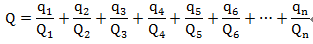 Q = q₁/Q₁ + q₂/Q₂ + q₃/Q₃ + q₄/Q₄ + q₅/Q₅ + q₆/Q₆ + ⋯ + qₙ/Qₙ